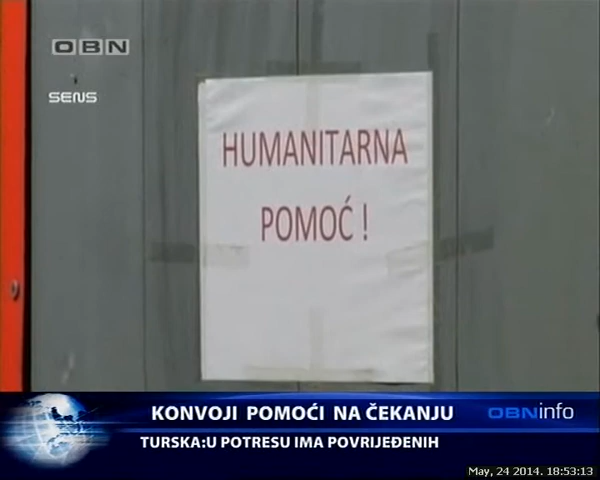 OBN
SENS
HUMANITARNA
POMOĆ !
KONVOJI POMOĆI NA ČEKANJU
OBNinfo
TURSKA:U POTRESU IMA POVRIJEĐENIH
May, 24 2014. 18:53:13